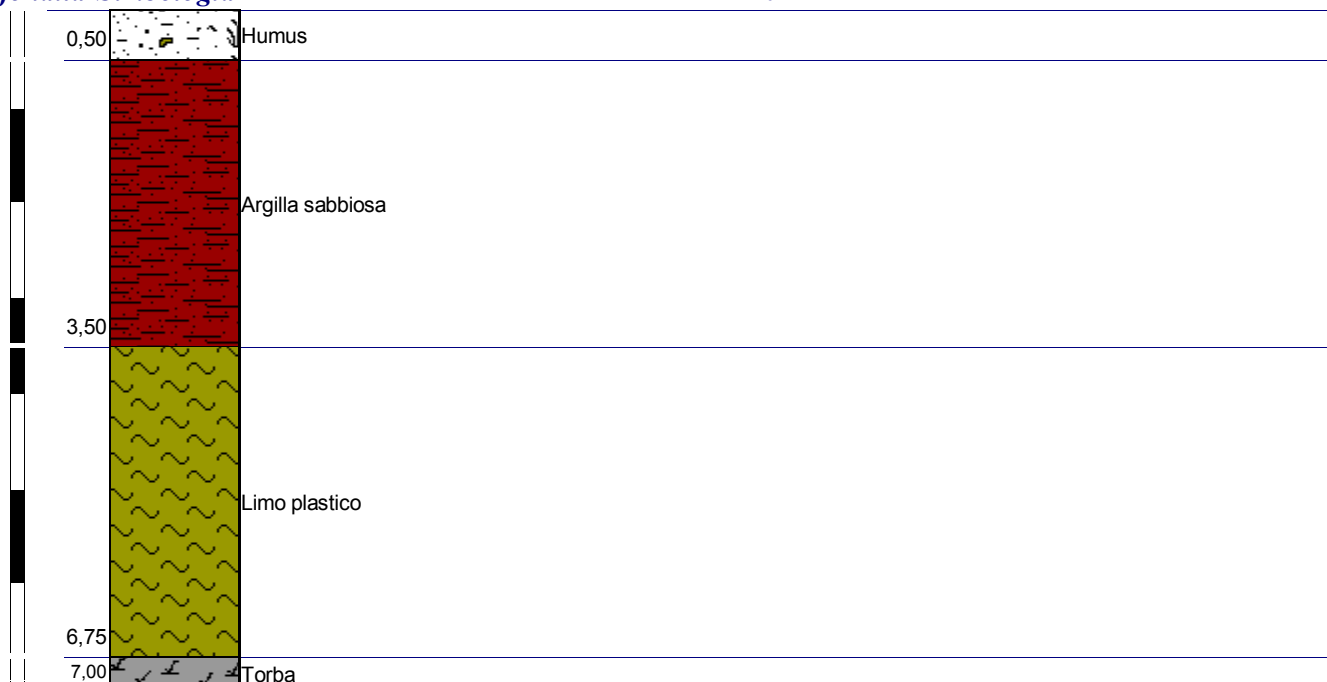 0,50 Humus
Argilla sabbiosa
3,50
Limo plastico
6,75
7,00 Torba